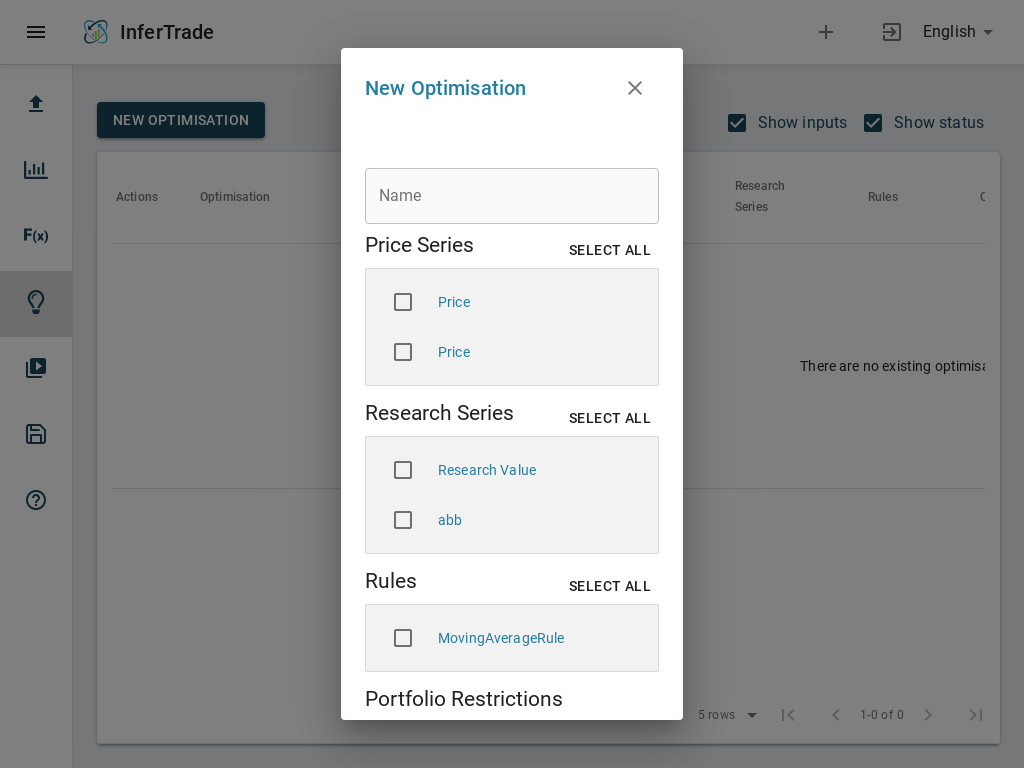 InferTrade
English
New Optimisation
NEW OPTIMISATION
Show inputs
Show status
Name
Actions
Optimisation
Research
Series
Rules
Price Series
SELECT ALL
Price
Price
There are no existing optimisa
Research Series
SELECT ALL
Research Value
abb
Rules
SELECT ALL
MovingAverageRule
Portfolio Restrictions
5 rows
1-0 of 0
F(x)